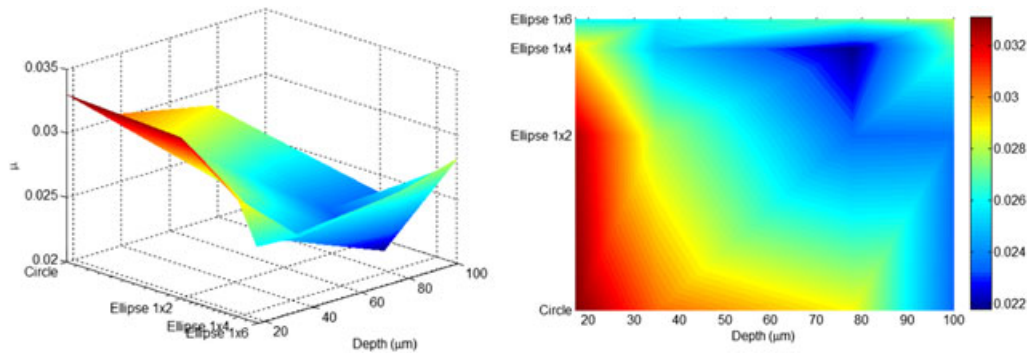 0.035
0.03
0.025
0.02
μ
Circle
Ellipse 1x2
Ellipse 1x4
Ellipse 1x6
20
40
60
80
100
Depth (μm)
Ellipse 1x6
Ellipse 1x4
Ellipse 1x2
Circle
20 30 40 50 60 70 80 90 100
Depth (μm)
0.032
0.03
0.028
0.026
0.024
0.022